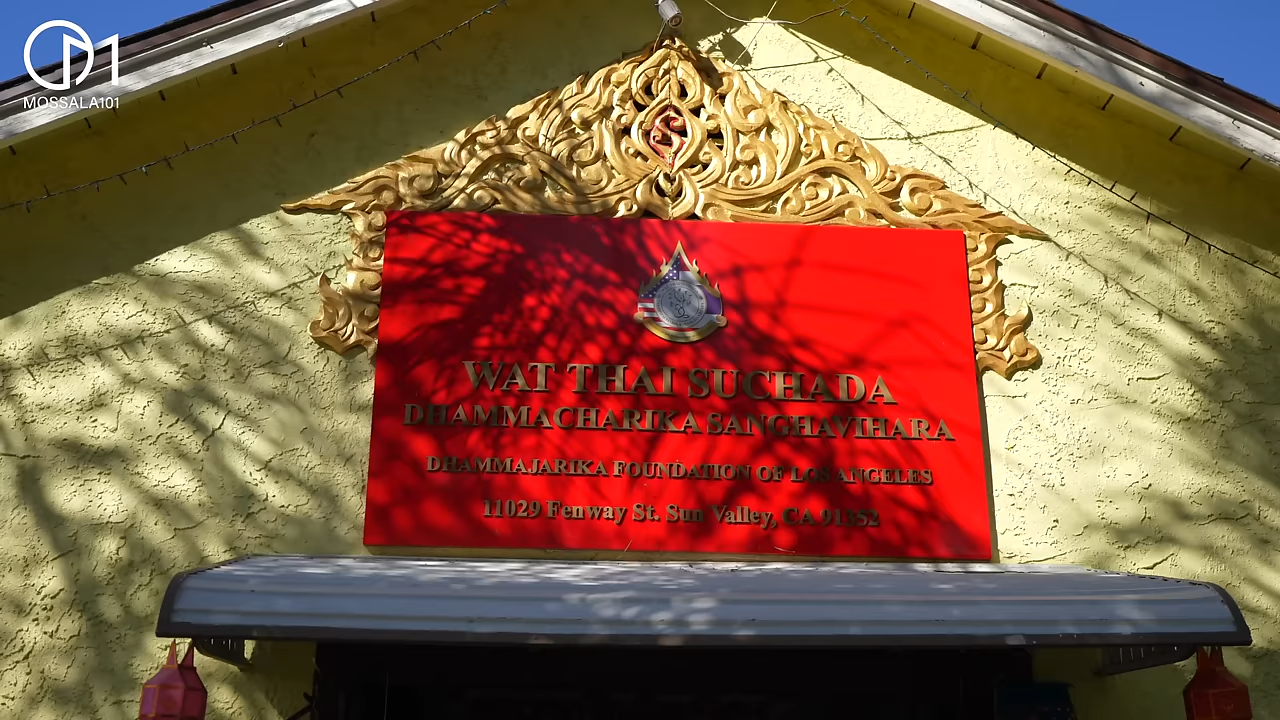 MOSSALA101
WAT THAI SUCHADA
DHAMMACHARIKA SANGHAVIHARA
DHAMMAJARIKA FOUNDATION OF LOS ANGELES
11029 Fenway St. Sun Valley, CA 91352